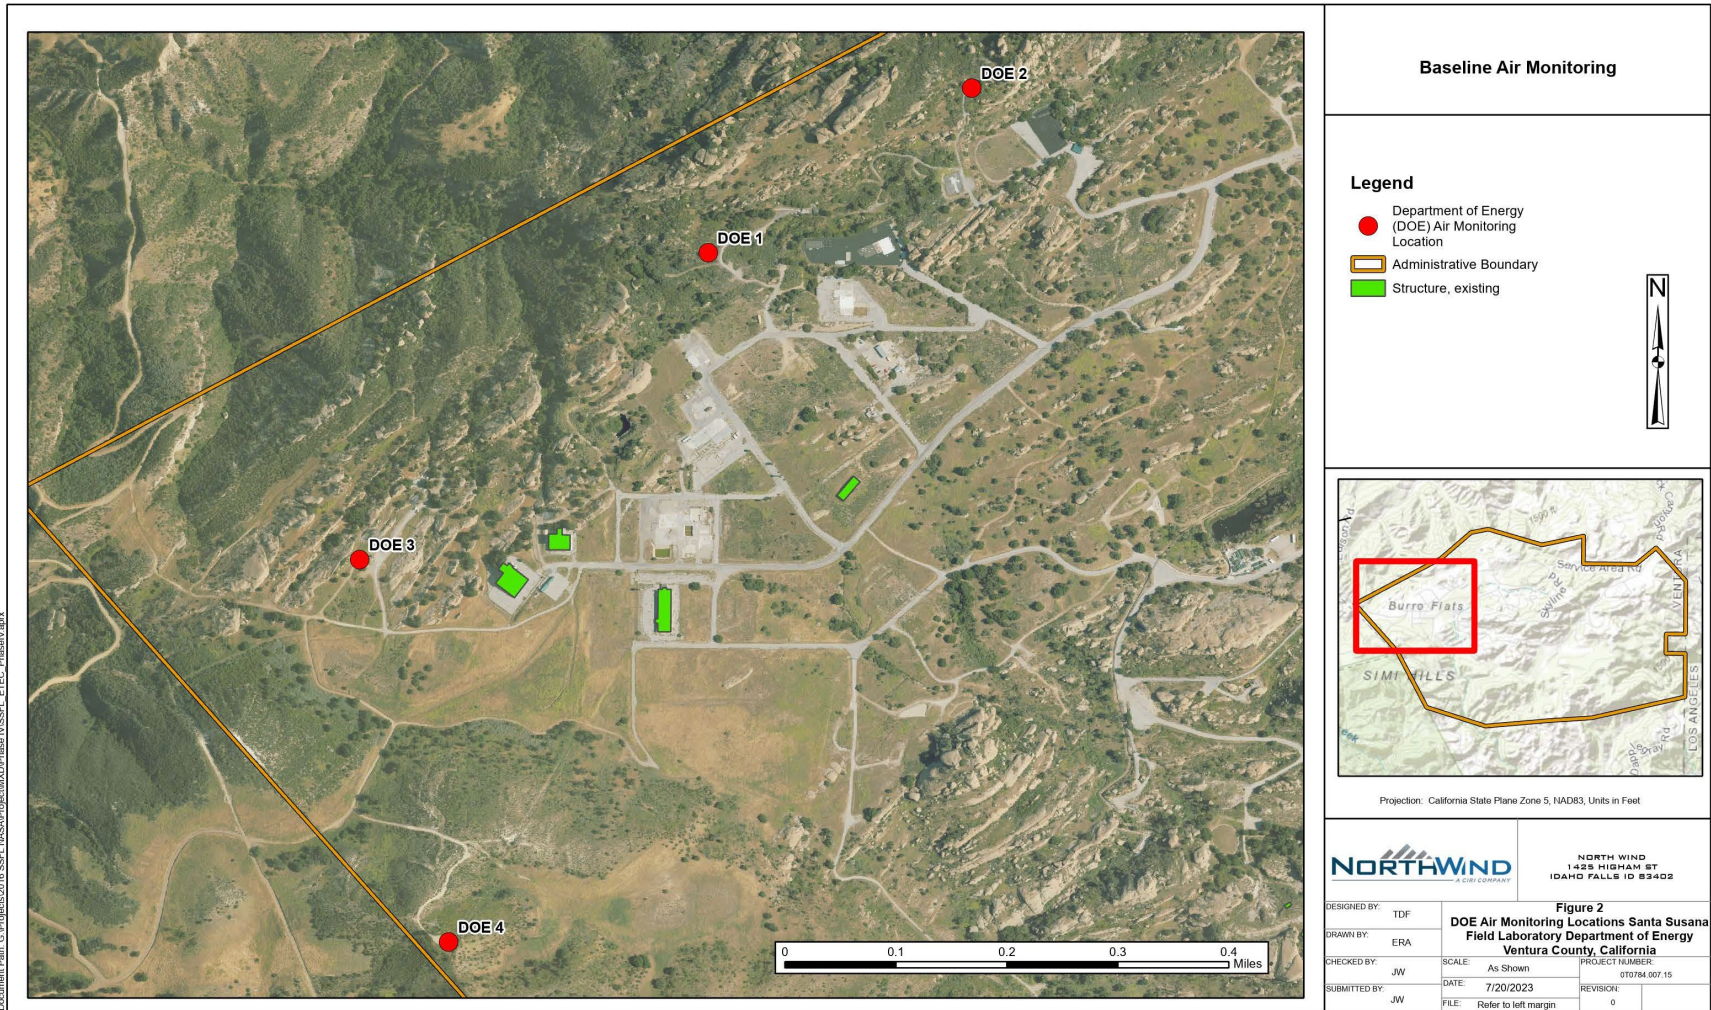 Baseline Air Monitoring
Legend
Department of Energy
(DOE) Air Monitoring
Location
Administrative Boundary
Structure, existing
N
DOE 2
DOE 1
DOE 3
DOE 4
0 0.1 0.2 0.3 0.4
Miles
1500 ft
Service Area Rd
Skyline Rd
Burro Flats
SIMI HILLS
VENTURA
LOS ANGELES
Projection: California State Plane Zone 5, NAD83, Units in Feet
NORTHWIND
A CIRI COMPANY
NORTH WIND
1425 HIGHAM ST
IDAHO FALLS ID 83402
DESIGNED BY: TDF
DRAWN BY: ERA
CHECKED BY: JW
SUBMITTED BY: JW
Figure 2
DOE Air Monitoring Locations Santa Susana
Field Laboratory Department of Energy
Ventura County, California
SCALE: As Shown
PROJECT NUMBER:
0T0784.007.15
DATE: 7/20/2023
REVISION:
0
FILE: Refer to left margin